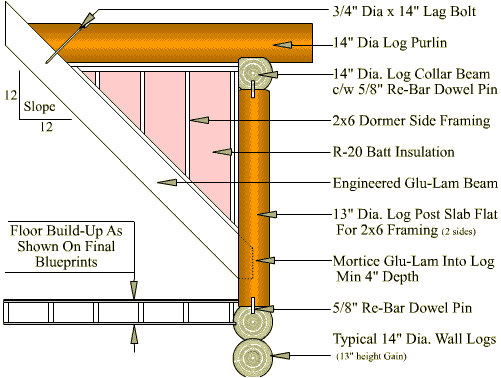 3/4" Dia x 14" Lag Bolt
14" Dia Log Purlin
14" Dia. Log Collar Beam
c/w 5/8" Re-Bar Dowel Pin
12
Slope
12
2x6 Dormer Side Framing
R-20 Batt Insulation
Engineered Glu-Lam Beam
13" Dia. Log Post Slab Flat
For 2x6 Framing (2 sides)
Floor Build-Up As
Shown On Final
Blueprints
Mortice Glu-Lam Into Log
Min 4" Depth
5/8" Re-Bar Dowel Pin
Typical 14" Dia. Wall Logs
(13" height Gain)